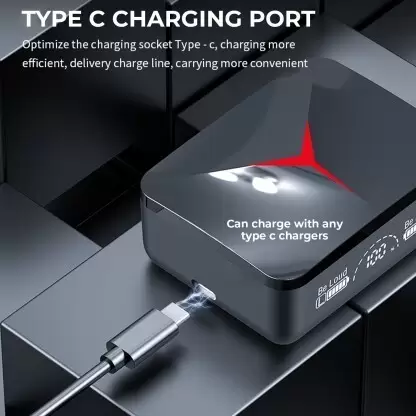 TYPE C CHARGING PORT
Optimize the charging socket Type - c, charging more
efficient, delivery charge line, carrying more convenient
Can charge with any
type c chargers
Be Loud
100
Be